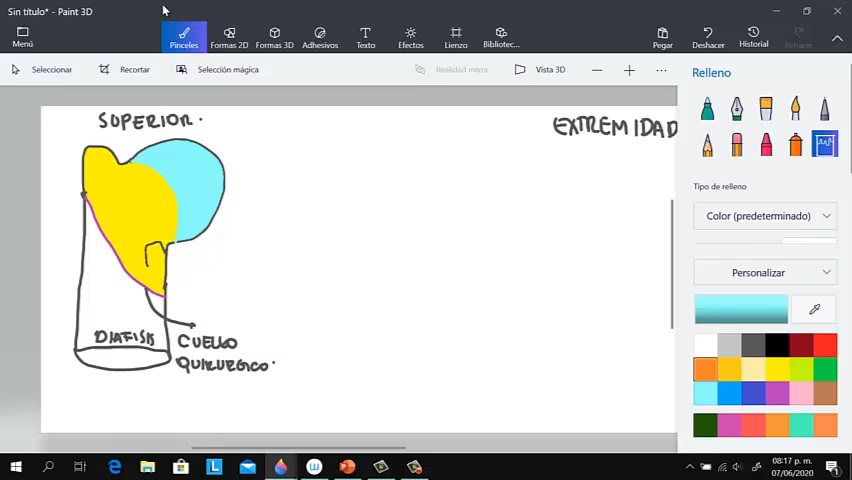 Sin título* - Paint 3D
Menú
Pinceles
Formas 2D
Formas 3D
Adhesivos
Texto
Efectos
Lienzo
Bibliotec...
Pegar
Deshacer
Historial
Rehacer
Seleccionar
Recortar
Selección mágica
Realidad mixta
Vista 3D
Relleno
Tipo de relleno
Color (predeterminado)
Personalizar
SUPERIOR.
EXTREMIDAD
DIAFISIS
CUELLO
QUIRURGICO.
08:17 p. m.
07/06/2020